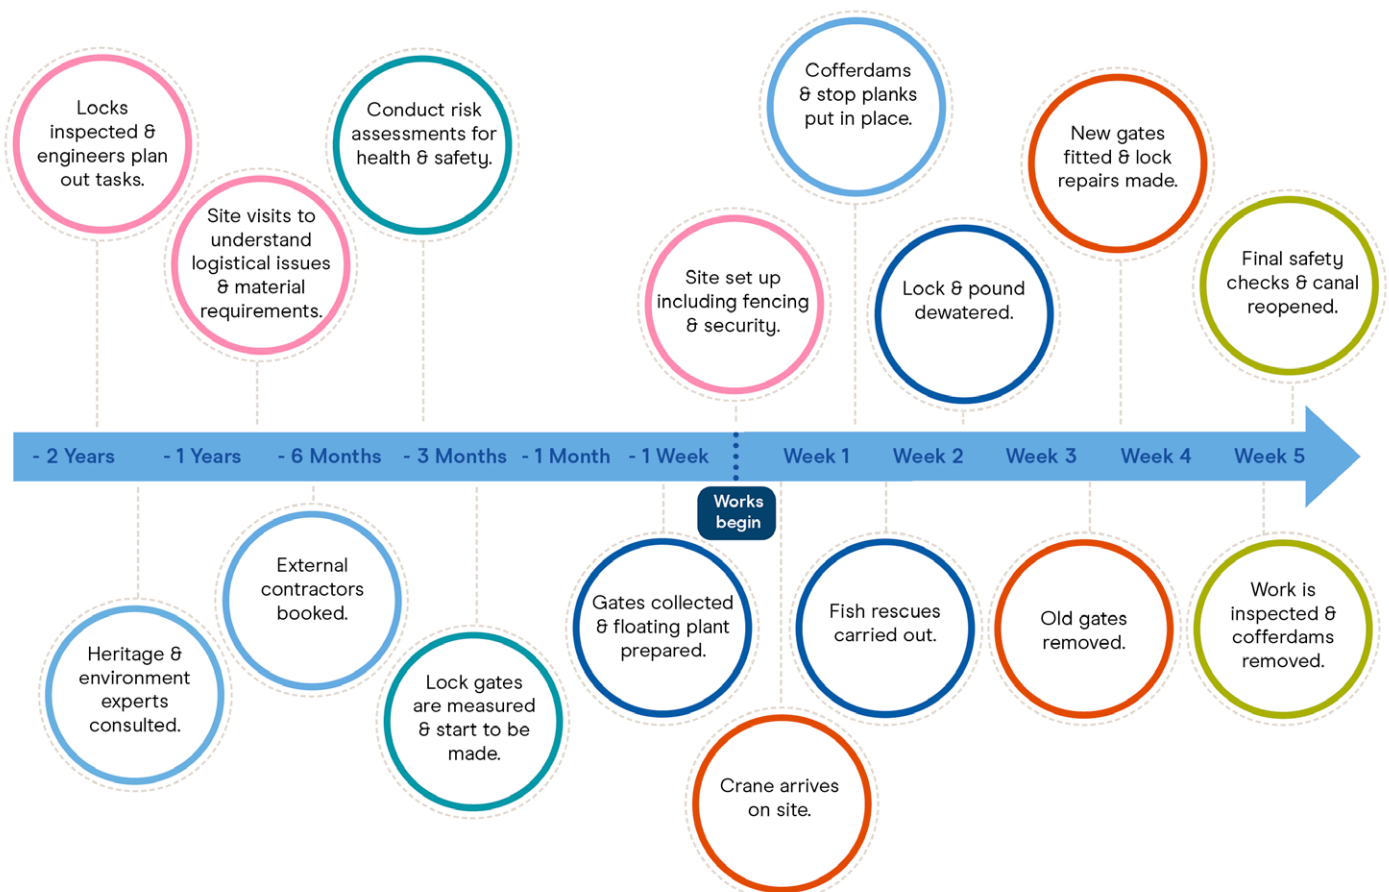 Locks
inspected &
engineers plan
out tasks.
Site visits to
understand
logistical issues
& material
requirements.
Conduct risk
assessments for
health & safety.
Site set up
including fencing
& security.
Cofferdams
& stop planks
put in place.
Lock & pound
dewatered.
New gates
fitted & lock
repairs made.
Final safety
checks & canal
reopened.
- 2 Years
- 1 Years
- 6 Months
- 3 Months
- 1 Month
- 1 Week
Week 1
Week 2
Week 3
Week 4
Week 5
Works
begin
Heritage &
environment
experts
consulted.
External
contractors
booked.
Lock gates
are measured
& start to be
made.
Gates collected
& floating plant
prepared.
Crane arrives
on site.
Fish rescues
carried out.
Old gates
removed.
Work is
inspected &
cofferdams
removed.